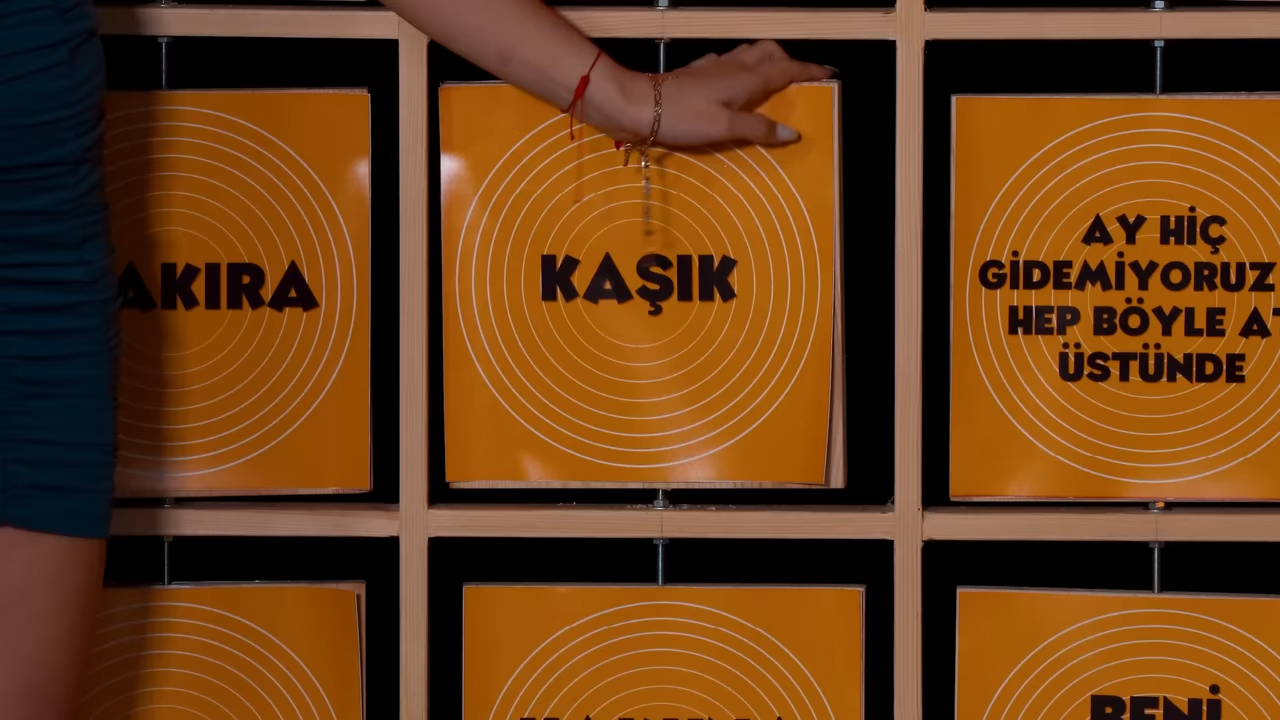 AKIRA
KAŞIK
AY HİÇ
GİDEMİYORUZ
HEP BÖYLE
ÜSTÜNDE
BENİ